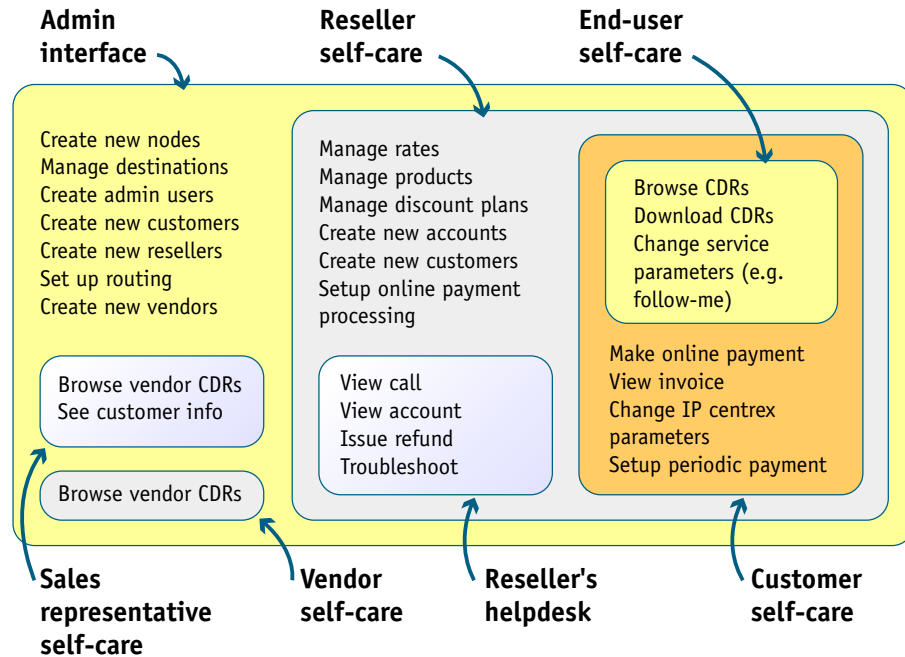 Admin
interface
Reseller
self-care
End-user
self-care
Create new nodes
Manage destinations
Create admin users
Create new customers
Create new resellers
Set up routing
Create new vendors
Browse vendor CDRs
See customer info
Browse vendor CDRs
Manage rates
Manage products
Manage discount plans
Create new accounts
Create new customers
Setup online payment
processing
View call
View account
Issue refund
Troubleshoot
Browse CDRs
Download CDRs
Change service
parameters (e.g.
follow-me)
Make online payment
View invoice
Change IP centrex
parameters
Setup periodic payment
Sales
representative
self-care
Vendor
self-care
Reseller's
helpdesk
Customer
self-care